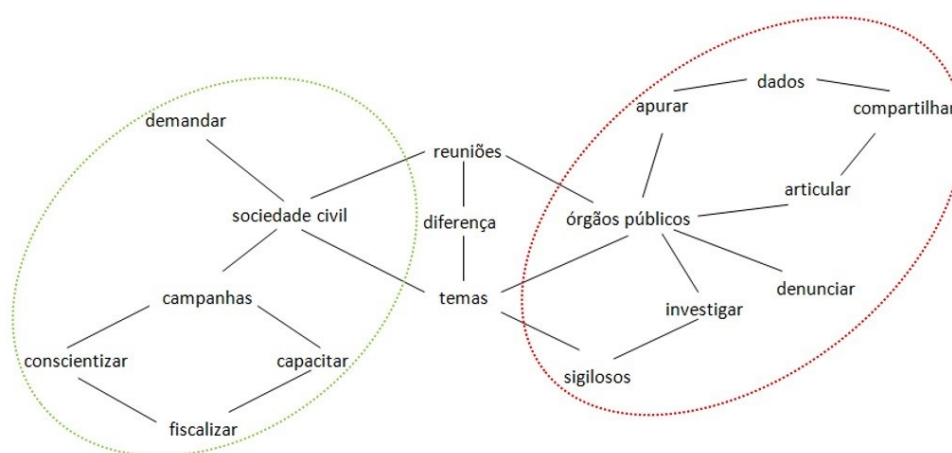 dados
apurar
compartilhar
demandar
reuniões
articular
sociedade civil
diferença
órgãos públicos
campanhas
temas
investigar
denunciar
conscientizar
capacitar
sigilosos
fiscalizar